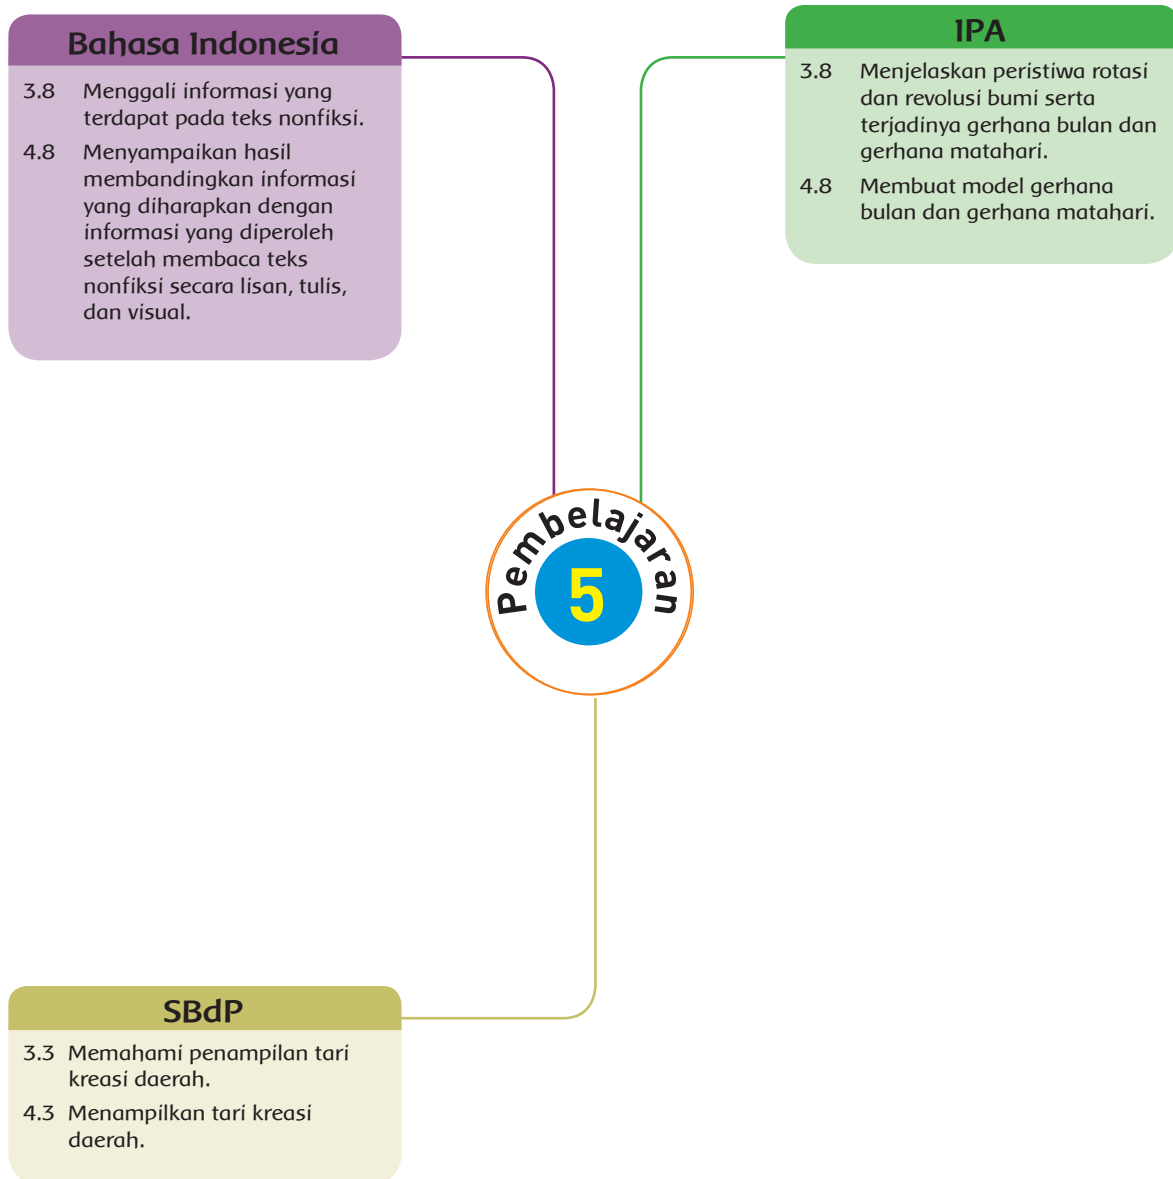 Bahasa Indonesia
3.8 Menggali informasi yang
terdapat pada teks nonfiksi.
4.8 Menyampaikan hasil
membandingkan informasi
yang diharapkan dengan
informasi yang diperoleh
setelah membaca teks
nonfiksi secara lisan, tulis,
dan visual.
IPA
3.8 Menjelaskan peristiwa rotasi
dan revolusi bumi serta
terjadinya gerhana bulan dan
gerhana matahari.
4.8 Membuat model gerhana
bulan dan gerhana matahari.
Pembelajaran
5
SBdP
3.3 Memahami penampilan tari
kreasi daerah.
4.3 Menampilkan tari kreasi
daerah.